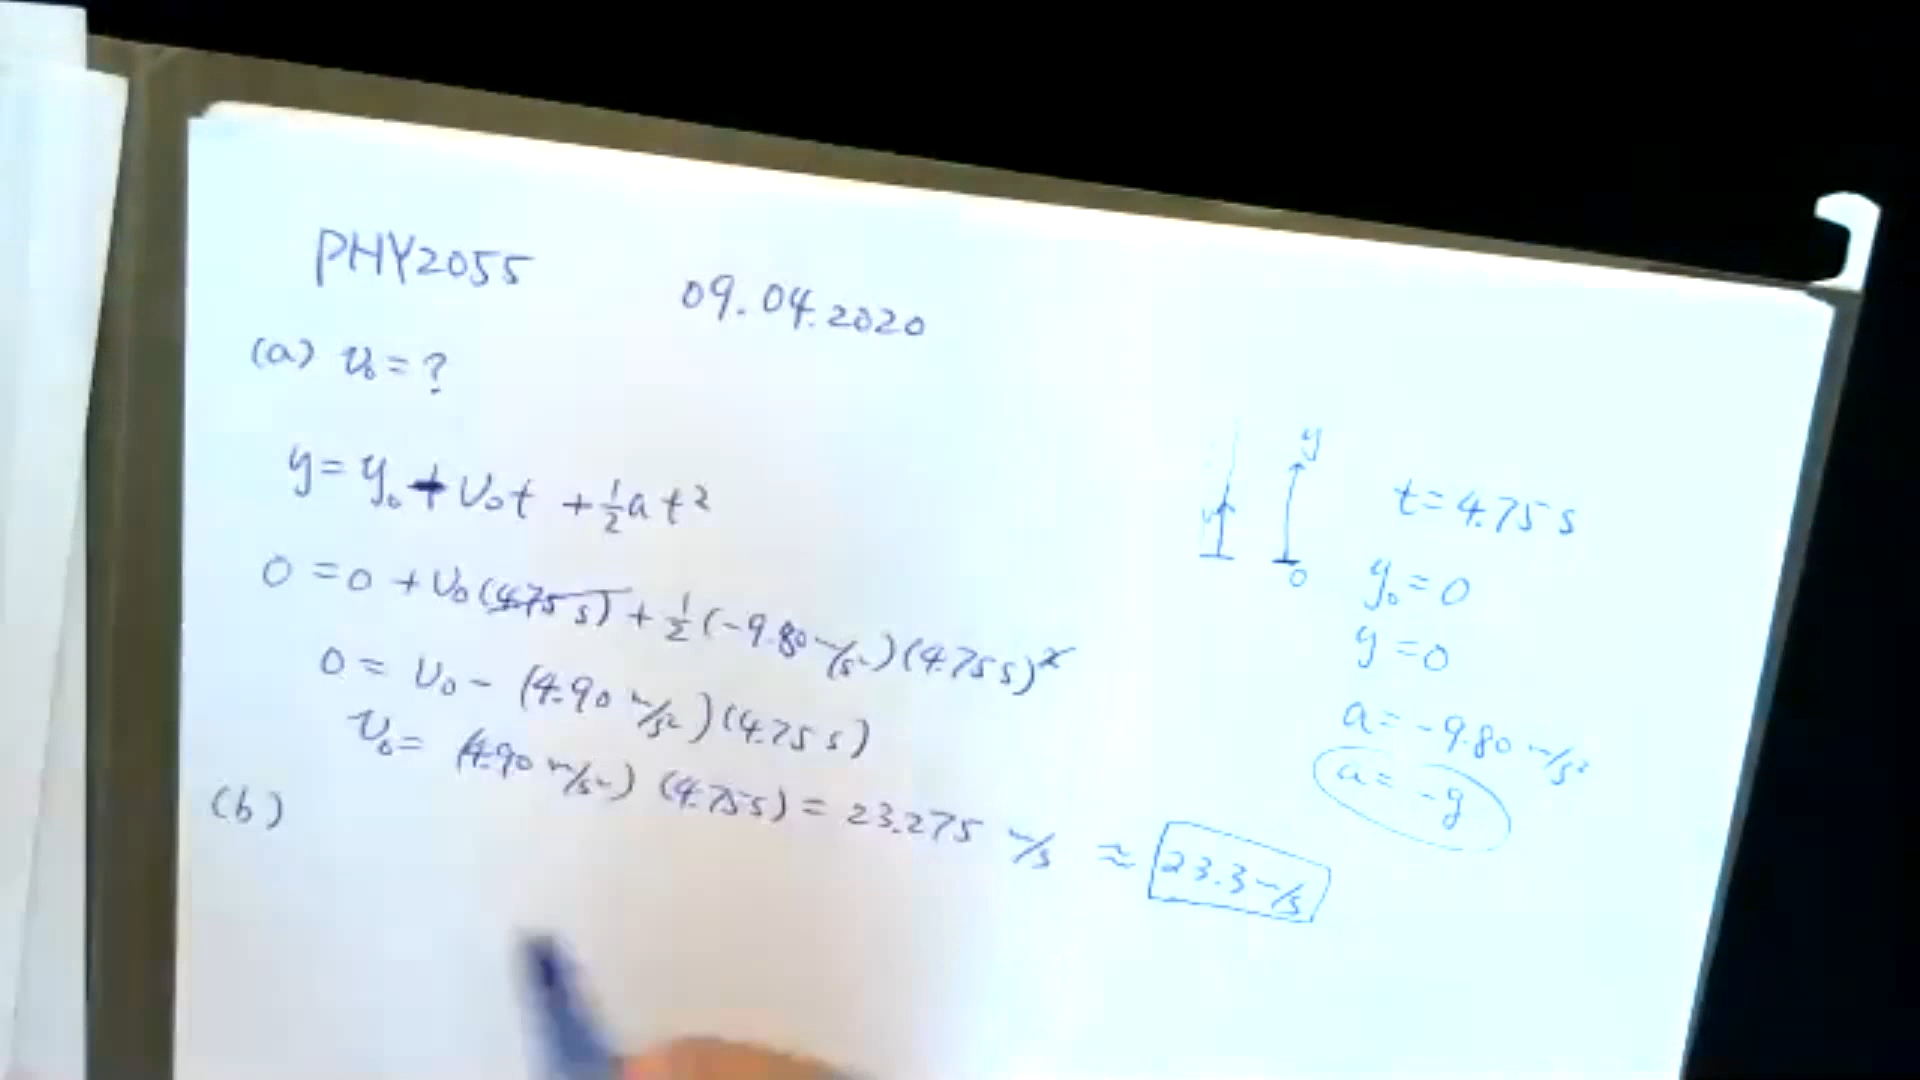 PHY2055
09.04.2020
(a) v₀ = ?
y = y₀ + v₀t + ½at²
0 = 0 + v₀(4.75 s) + ½(-9.80 m/s²)(4.75 s)²
0 = v₀ - (4.90 m/s²)(4.75 s)
v₀ = (4.90 m/s²)(4.75 s) = 23.275 m/s ≈ 23.3 m/s
(b)
y
0
t = 4.75 s
y₀ = 0
y = 0
a = -9.80 m/s²
a = -g